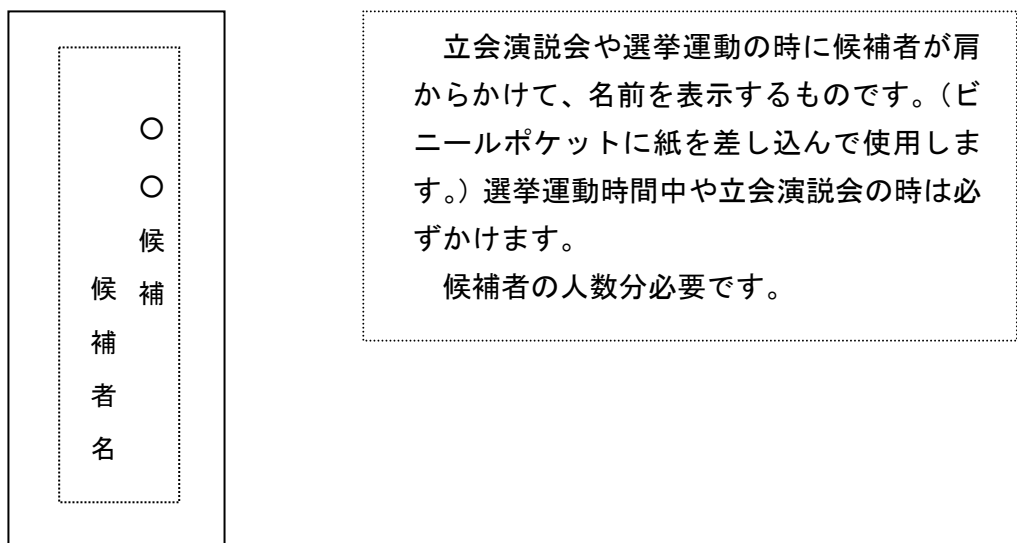 〇〇候補
候補者名
立会演説会や選挙運動の時に候補者が肩
からかけて、名前を表示するものです。（ビ
ニールポケットに紙を差し込んで使用しま
す。）選挙運動時間中や立会演説会の時は必
ずかけます。
候補者の人数分必要です。